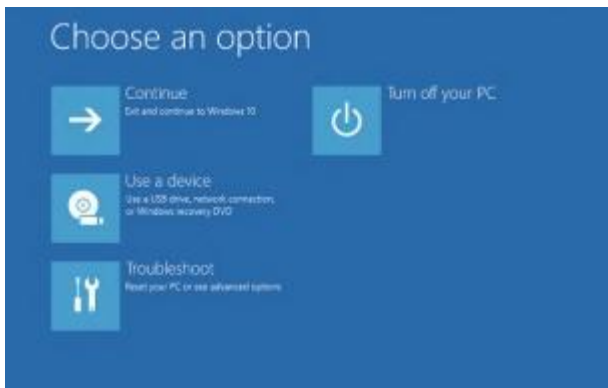 Choose an option
Continue
Exit and continue to Windows 10
Turn off your PC
Use a device
Use a USB drive, network connection,
or Windows recovery DVD
Troubleshoot
Reset your PC or see advanced options